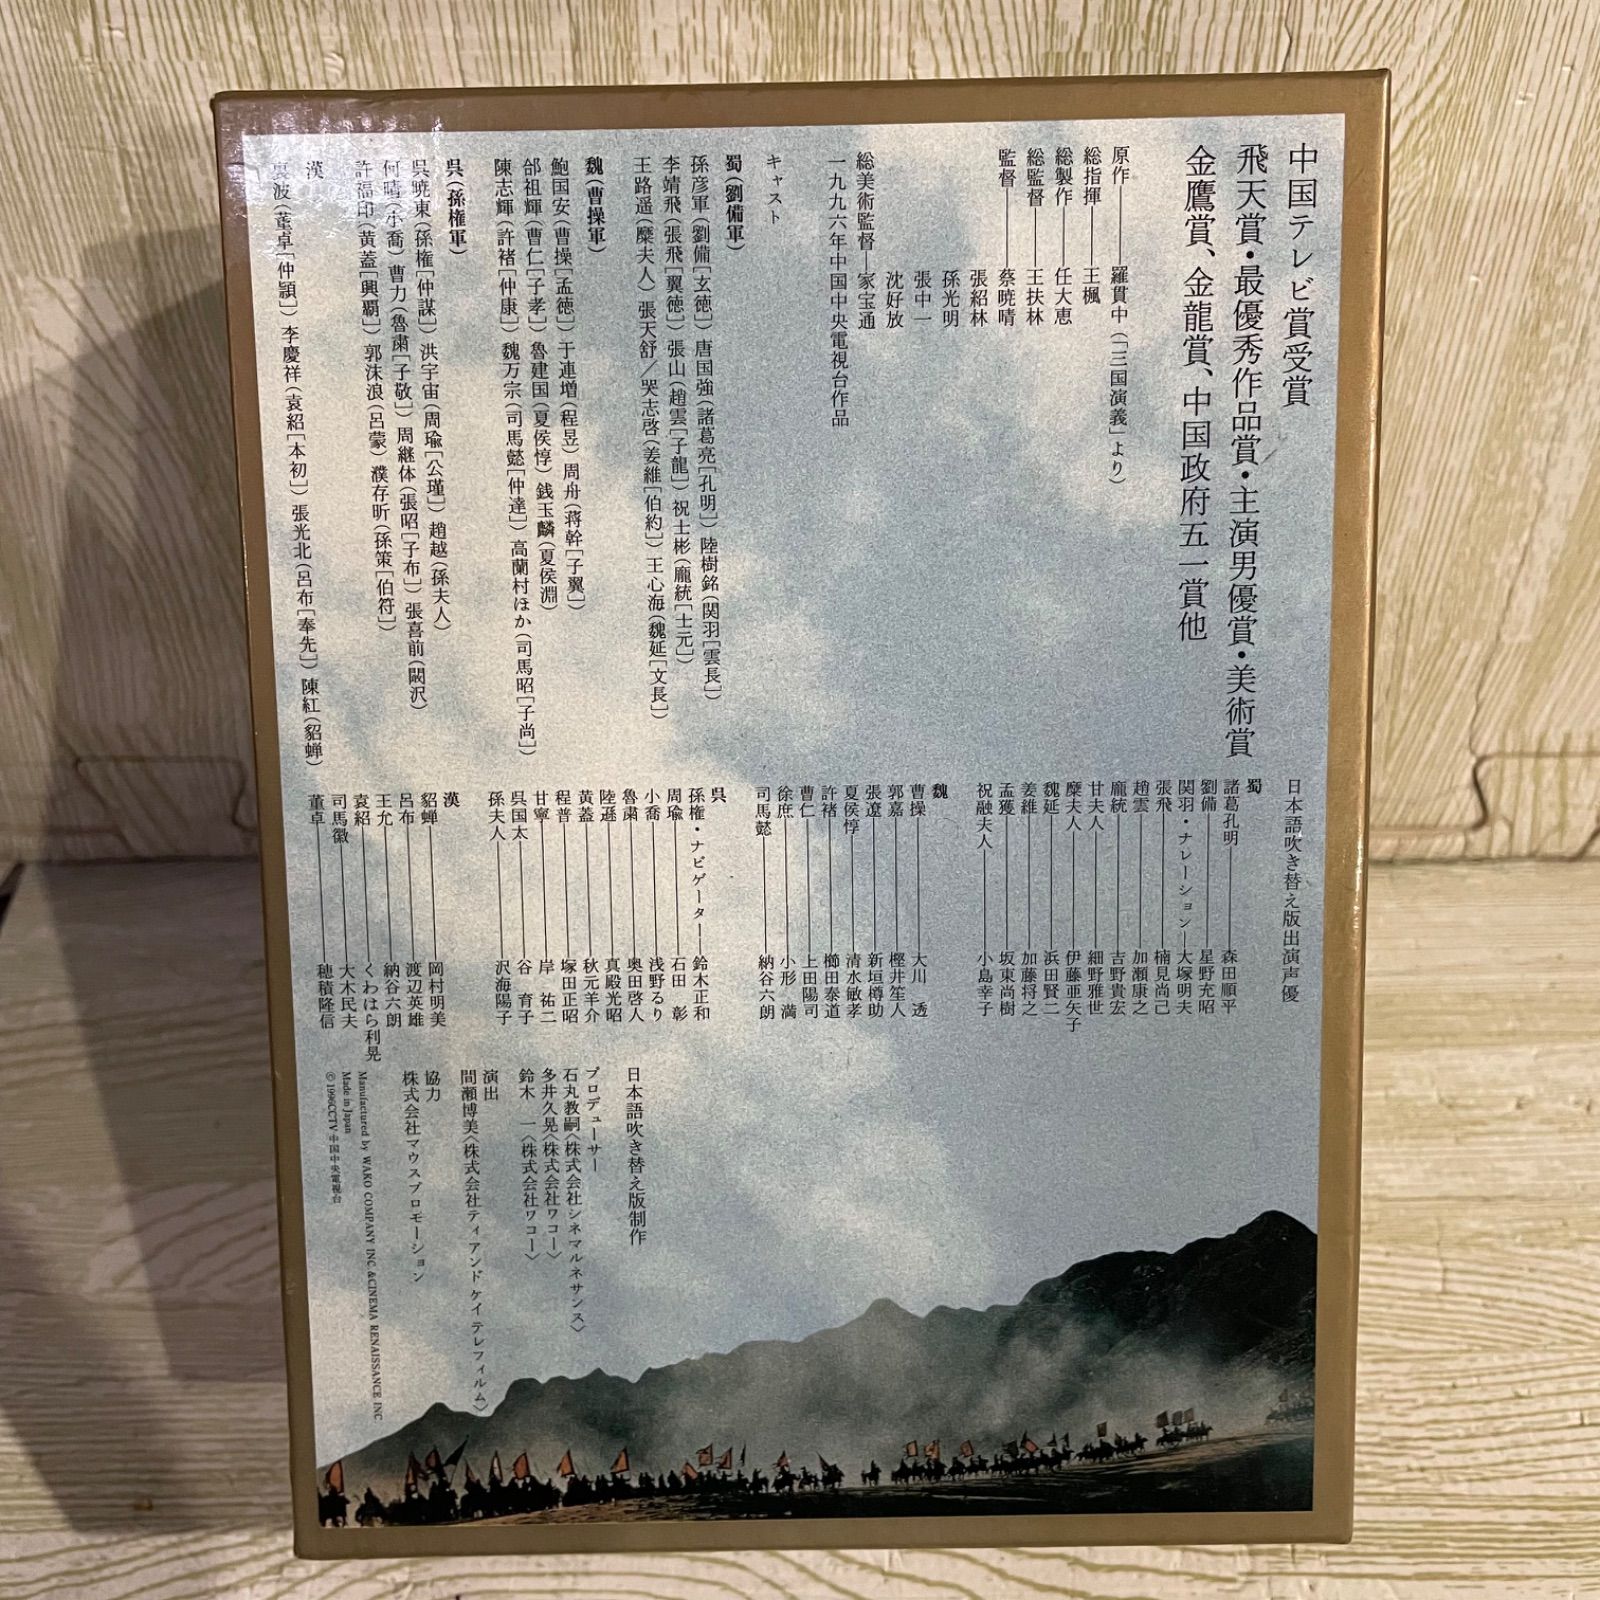 中国テレビ賞受賞
飛天賞・最優秀作品賞・主演男優賞・美術賞
金鷹賞、金龍賞、中国政府五一賞他
原作――羅貫中(「三国演義」より)
総指揮――王楓
総製作――任大恵
総監督――王扶林
監督――蔡暁晴
張紹林
孫光明
張中一
沈好放
総美術監督――家宝通
一九九六年中国中央電視台作品
キャスト
蜀(劉備軍)
孫彦軍(劉備[玄徳]) 唐国強(諸葛亮[孔明]) 陸樹銘(関羽[雲長])
李靖飛(張飛[翼徳]) 張山(趙雲[子龍]) 祝士彬(龐統[士元])
王路遥(糜夫人) 張天舒/哭志啓(姜維[伯約]) 王心海(魏延[文長])
魏(曹操軍)
鮑国安(曹操[孟徳]) 于連増(程昱) 周舟(蒋幹[子翼])
邰祖輝(曹仁[子孝]) 魯建国(夏侯惇) 銭玉麟(夏侯淵)
陳志輝(許褚[仲康]) 魏万宗(司馬懿[仲達]) 高蘭村ほか(司馬昭[子尚])
呉(孫権軍)
呉暁東(孫権[仲謀]) 洪宇宙(周瑜[公瑾]) 趙越(孫夫人)
何晴(小喬) 曹力(魯粛[子敬]) 周継体(張昭[子布]) 張喜前(闞沢)
許福印(黄蓋[興覇]) 郭沫浪(呂蒙) 濮存昕(孫策[伯符])
漢
波(董卓[仲頴]) 李慶祥(袁紹[本初]) 張光北(呂布[奉先]) 陳紅(貂蝉)
日本語吹き替え版出演声優
蜀
諸葛孔明――森田順平
劉備――星野充昭
関羽・ナレーション――大塚明夫
張飛――楠見尚己
趙雲――加瀬康之
龐統――吉野貴宏
甘夫人――細野雅世
糜夫人――伊藤亜矢子
魏延――浜田賢二
姜維――加藤将之
孟獲――坂東尚樹
祝融夫人――小島幸子
魏
曹操――大川 透
郭嘉――樫井笙人
張遼――新垣樽助
夏侯惇――清水敏孝
許褚――櫛田泰道
曹仁――上田陽司
徐庶――小形 満
司馬懿――納谷六朗
呉
孫権・ナビゲーター――鈴木正和
周瑜――石田 彰
小喬――浅野るり
魯粛――奥田啓人
陸遜――真殿光昭
黄蓋――秋元羊介
程普――塚田正昭
甘寧――岸 祐二
呉国太――谷 育子
孫夫人――沢海陽子
漢
貂蝉――岡村明美
呂布――渡辺英雄
王允――納谷六朗
袁紹――くわはら利晃
司馬徽――大木民夫
董卓――穂積隆信
日本語吹き替え版制作
プロデューサー
石丸教嗣〈株式会社シネマルネサンス〉
多井久晃〈株式会社ワコー〉
鈴木 一〈株式会社ワコー〉
演出
間瀬博美〈株式会社ティアンドケイテレフィルム〉
協力
株式会社マウスプロモーション
Manufactured by WAKO COMPANY INC.&CINEMA RENAISSANCE INC
Made in Japan
©1996CCTV 中国中央電視台